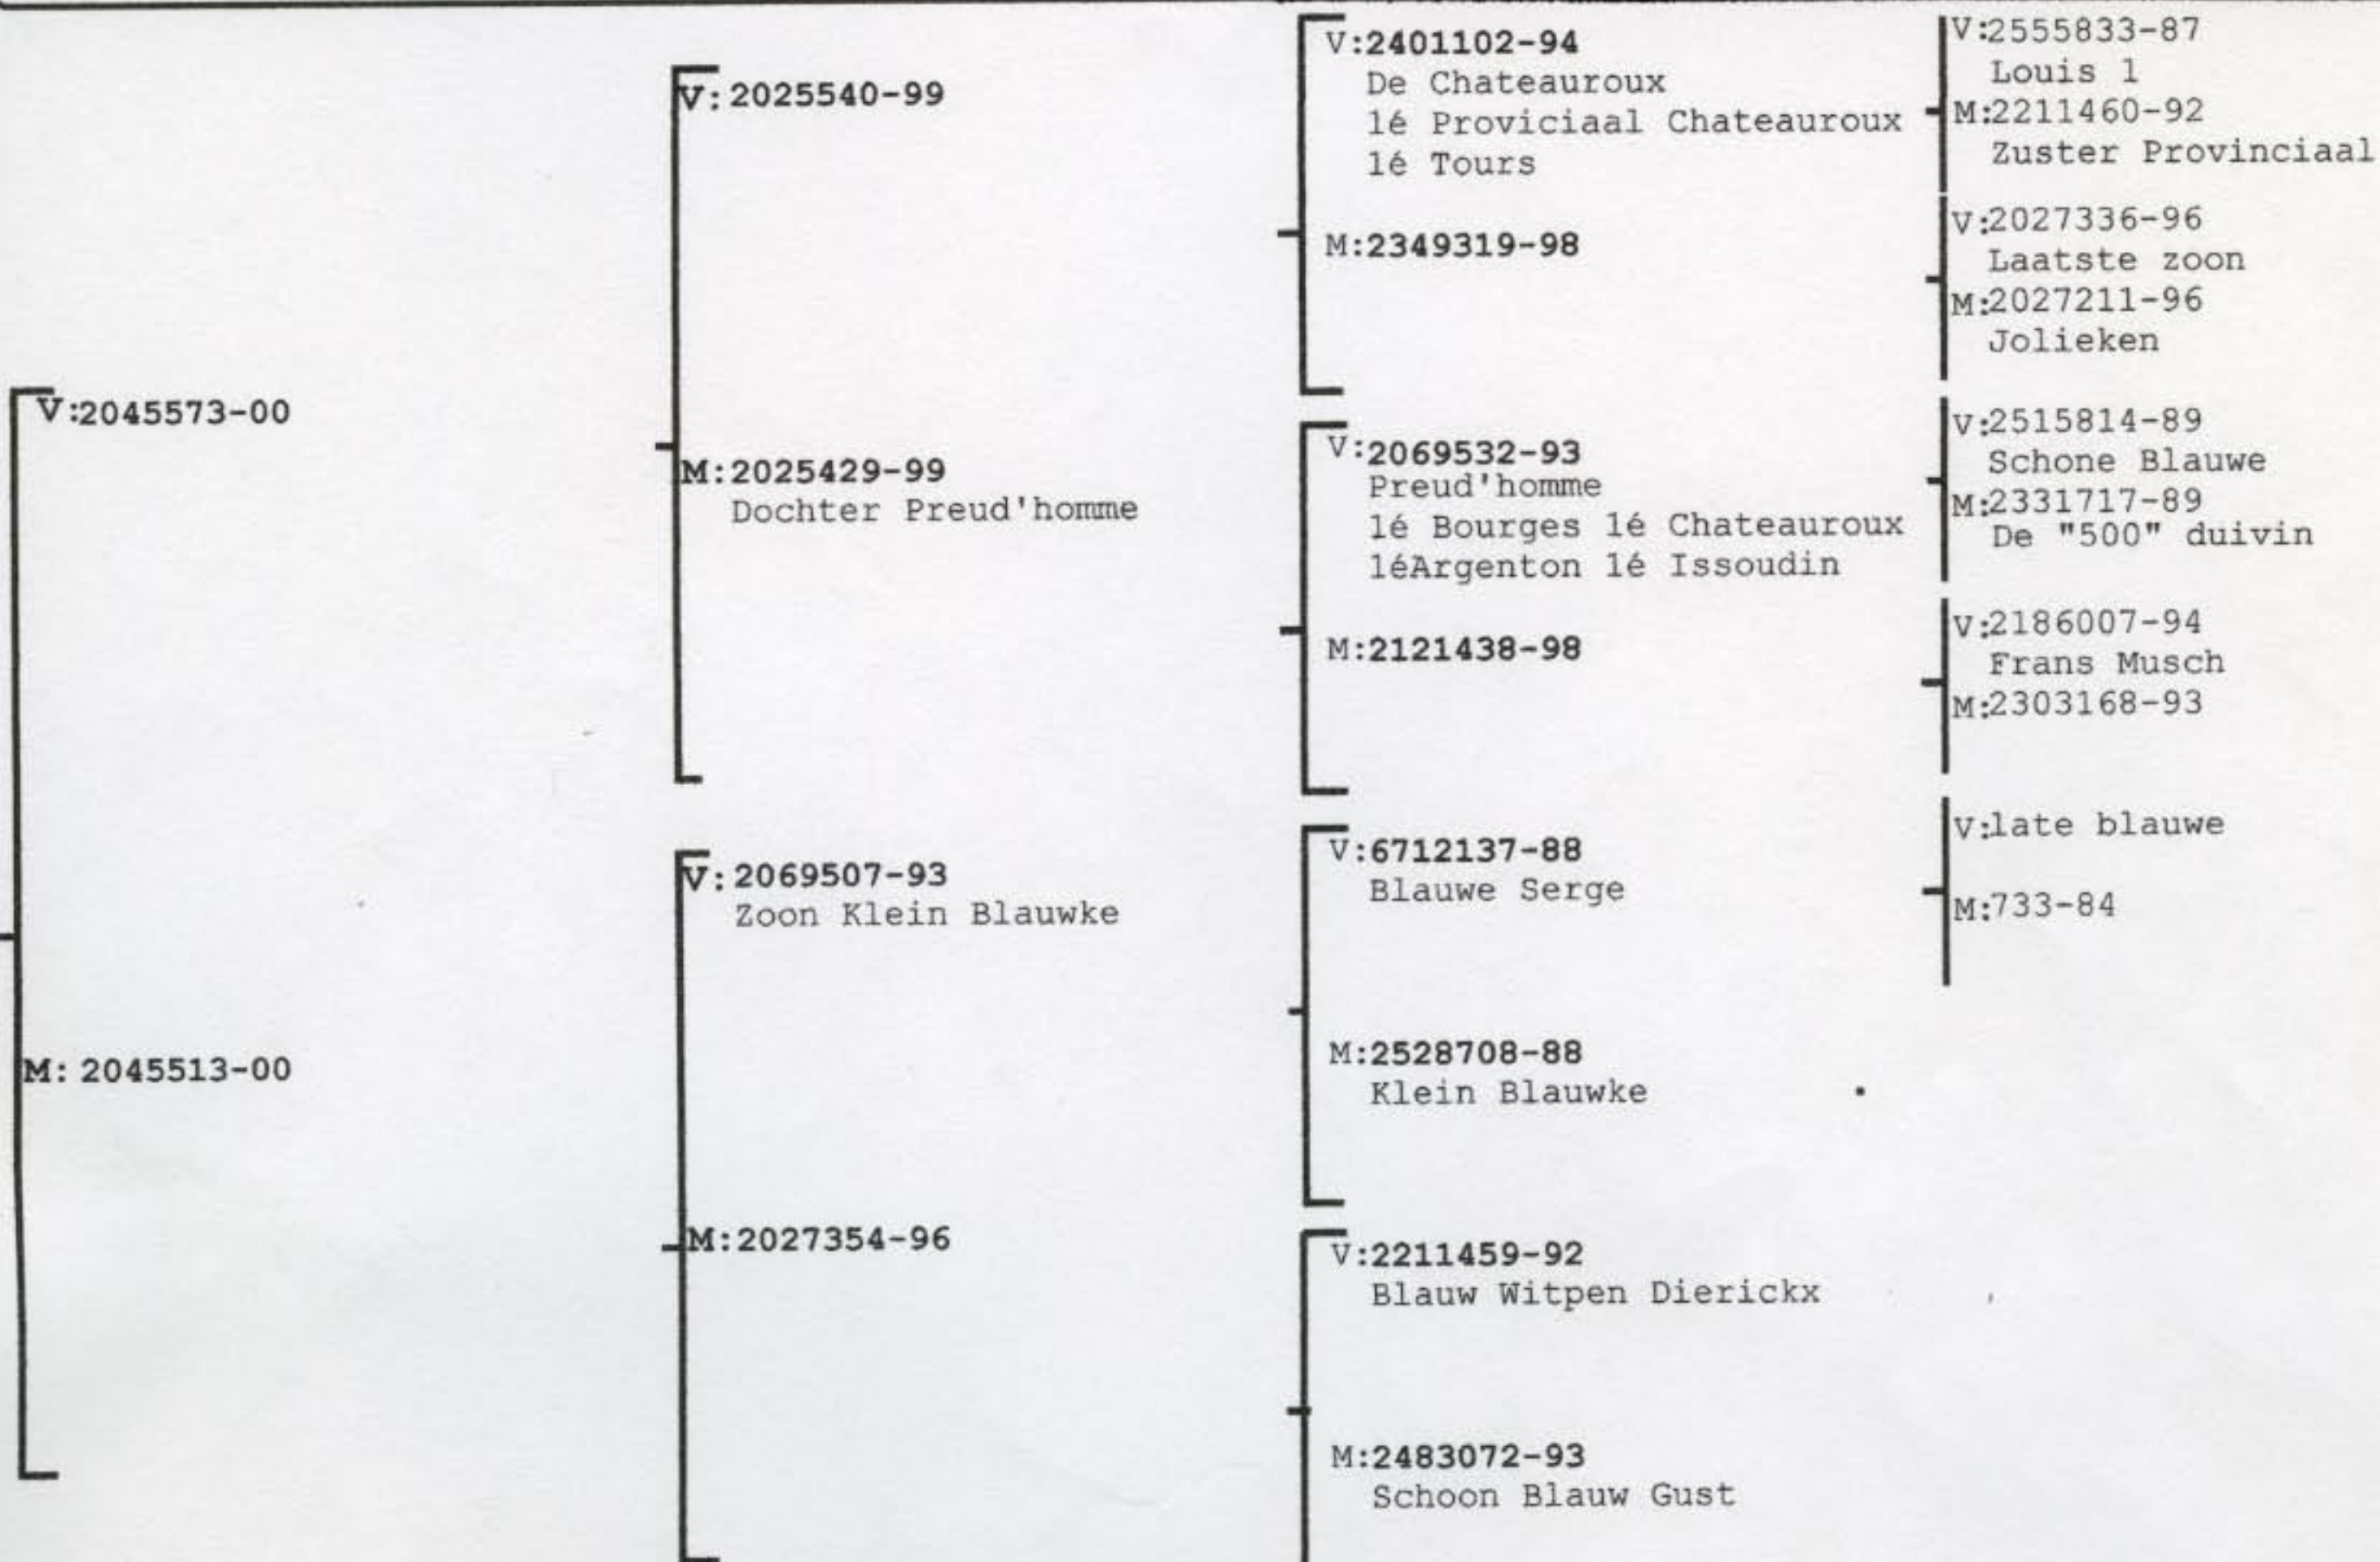 V:2045573-00
M: 2045513-00
V: 2025540-99
M:2025429-99
Dochter Preud'homme
V: 2069507-93
Zoon Klein Blauwke
M:2027354-96
V:2401102-94
De Chateauroux
1é Proviciaal Chateauroux
1é Tours
M:2349319-98
V:2069532-93
Preud'homme
1é Bourges 1é Chateauroux
1éArgenton 1é Issoudin
M:2121438-98
V:6712137-88
Blauwe Serge
M:2528708-88
Klein Blauwke
V:2211459-92
Blauw Witpen Dierickx
M:2483072-93
Schoon Blauw Gust
V:2555833-87
Louis 1
M:2211460-92
Zuster Provinciaal
V:2027336-96
Laatste zoon
M:2027211-96
Jolieken
V:2515814-89
Schone Blauwe
M:2331717-89
De "500" duivin
V:2186007-94
Frans Musch
M:2303168-93
V:late blauwe
M:733-84